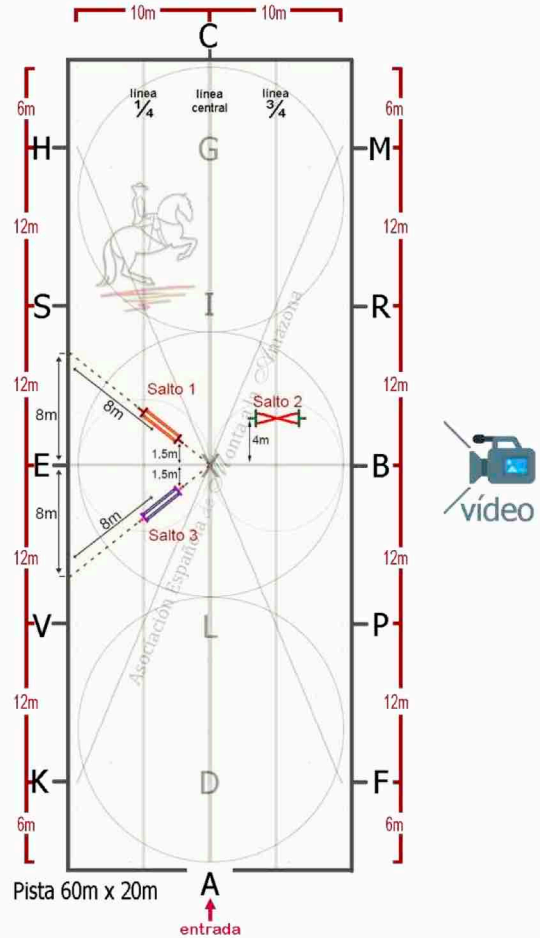 10m 10m
C
línea 1/4
línea central
línea 3/4
6m 6m
H G M
12m 12m
S I R
12m 12m
Salto 1 Salto 2
8m 8m
1,5m 4m
E X B
1,5m
8m 8m
Salto 3
vídeo
12m 12m
V L P
Asociación Española de Monta a la Amazona
12m 12m
K D F
6m 6m
A
Pista 60m x 20m
entrada